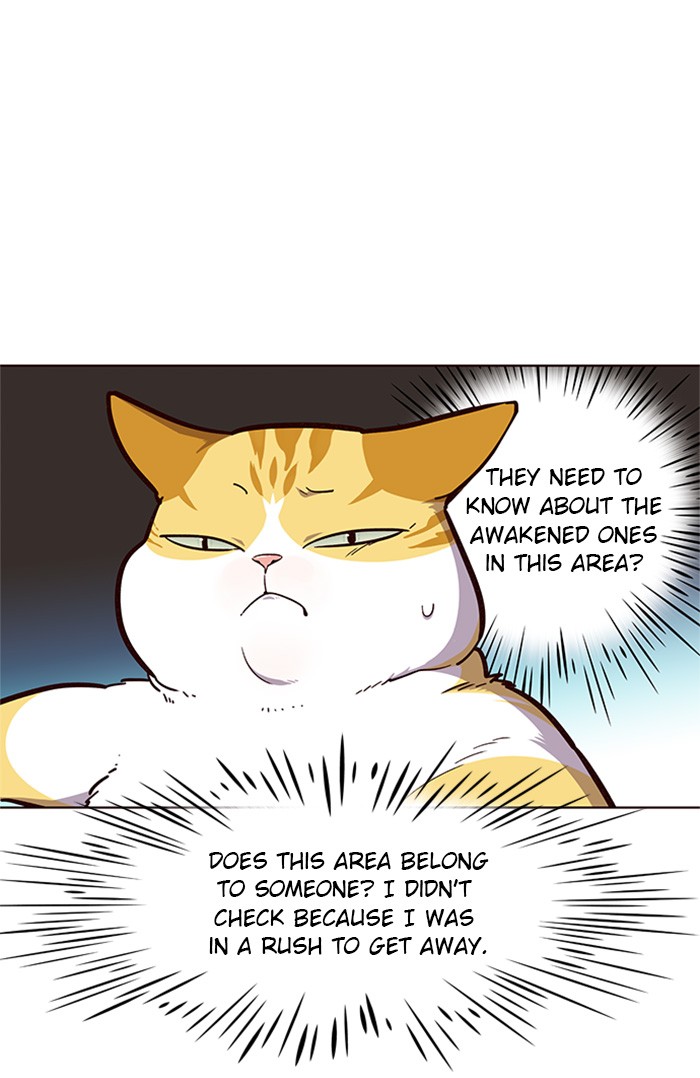 THEY NEED TO
KNOW ABOUT THE
AWAKENED ONES
IN THIS AREA?
DOES THIS AREA BELONG
TO SOMEONE? I DIDN'T
CHECK BECAUSE I WAS
IN A RUSH TO GET AWAY.